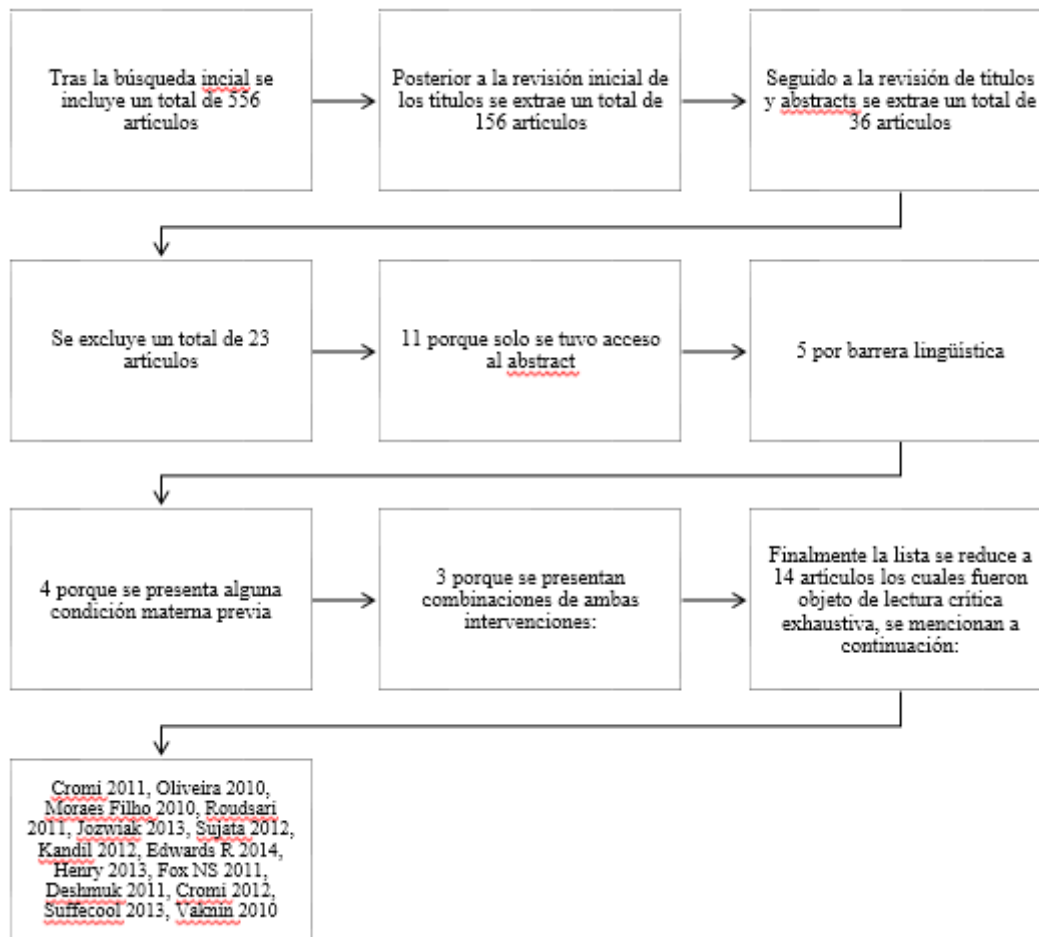 Tras la búsqueda incial se
incluye un total de 556
artículos
Posterior a la revisión inicial de
los títulos se extrae un total de
156 artículos
Seguido a la revisión de títulos
y abstracts se extrae un total de
36 artículos
Se excluye un total de 23
artículos
11 porque solo se tuvo acceso
al abstract
5 por barrera lingüística
4 porque se presenta alguna
condición materna previa
3 porque se presentan
combinaciones de ambas
intervenciones:
Finalmente la lista se reduce a
14 artículos los cuales fueron
objeto de lectura crítica
exhaustiva, se mencionan a
continuación:
Cromi 2011, Oliveira 2010,
Moraes Filho 2010, Roudsari
2011, Jozwiak 2013, Sujata 2012,
Kandil 2012, Edwards R 2014,
Henry 2013, Fox NS 2011,
Deshmuk 2011, Cromi 2012,
Suffecool 2013, Vaknin 2010